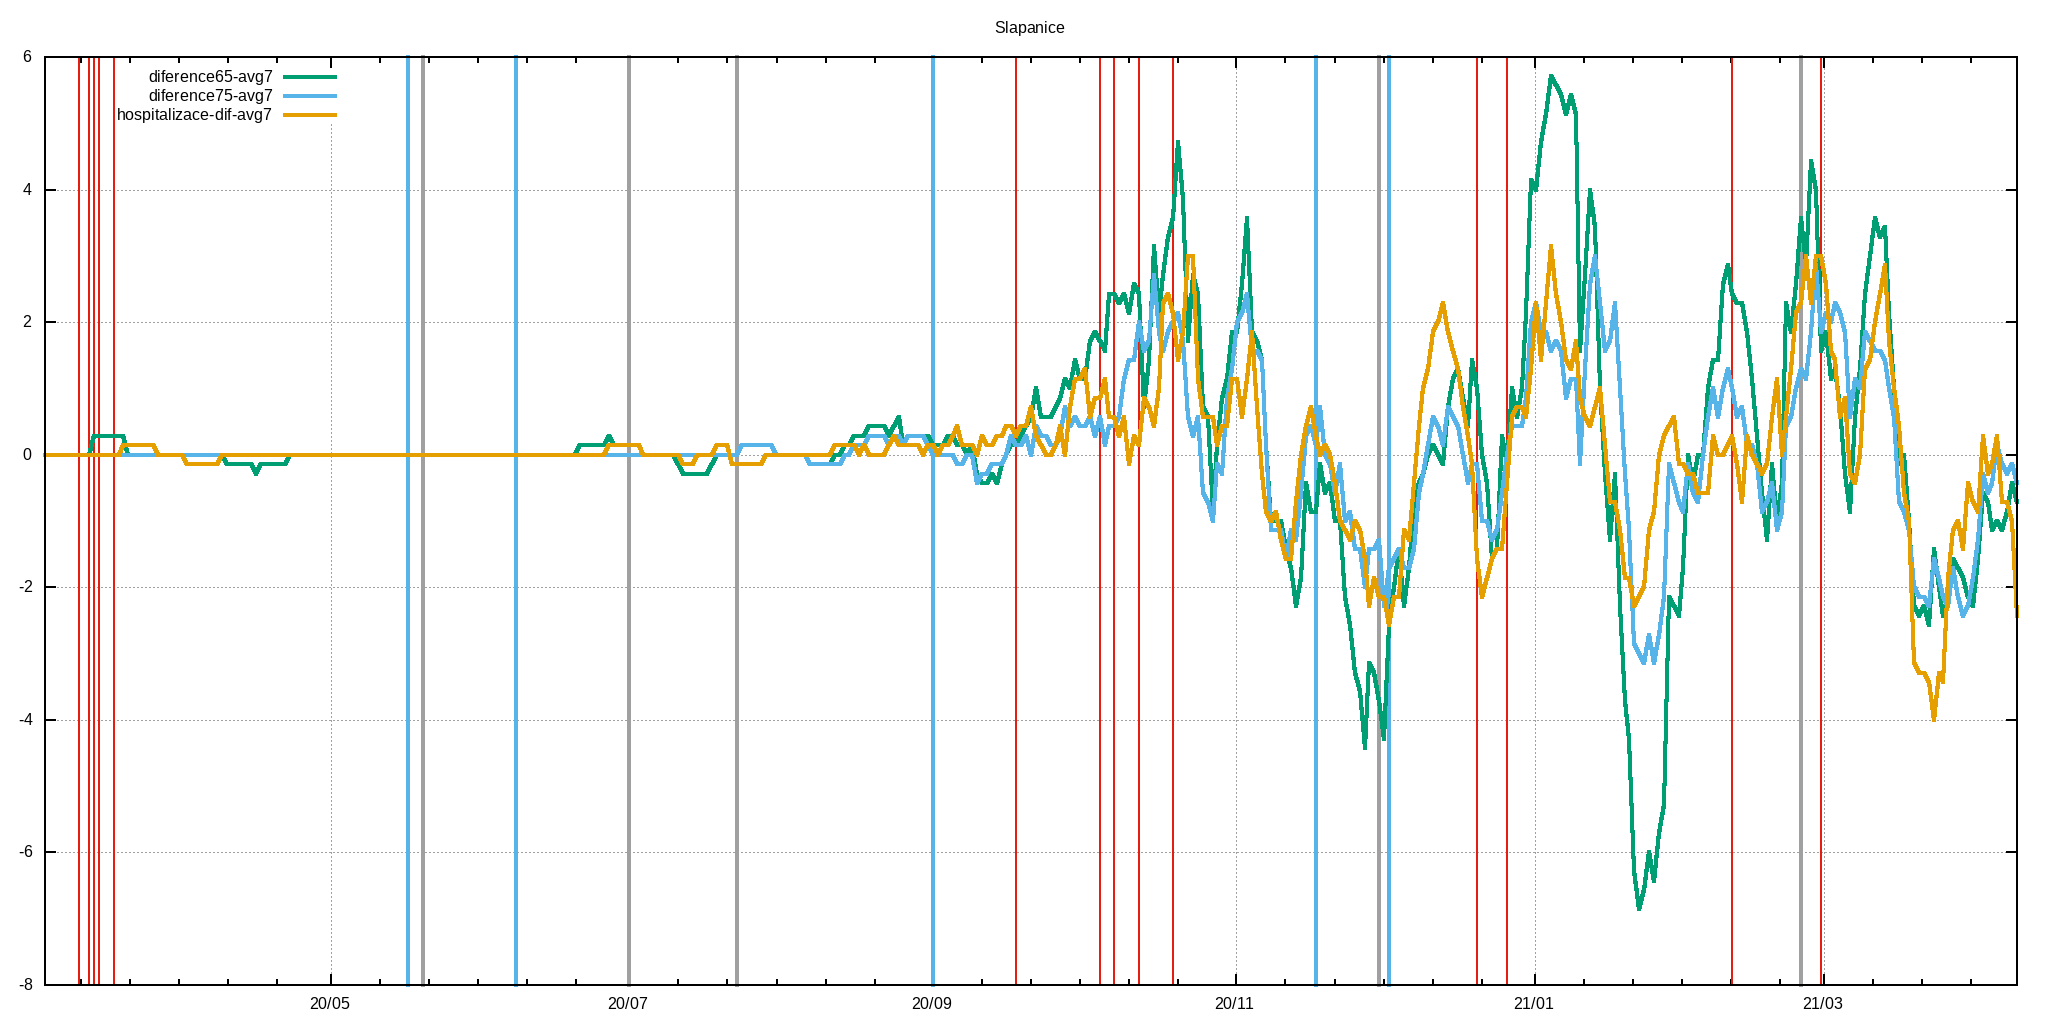 Slapanice
6
diference65-avg7
diference75-avg7
hospitalizace-dif-avg7
4
2
0
-2
-4
-6
-8
20/05 20/07 20/09 20/11 21/01 21/03